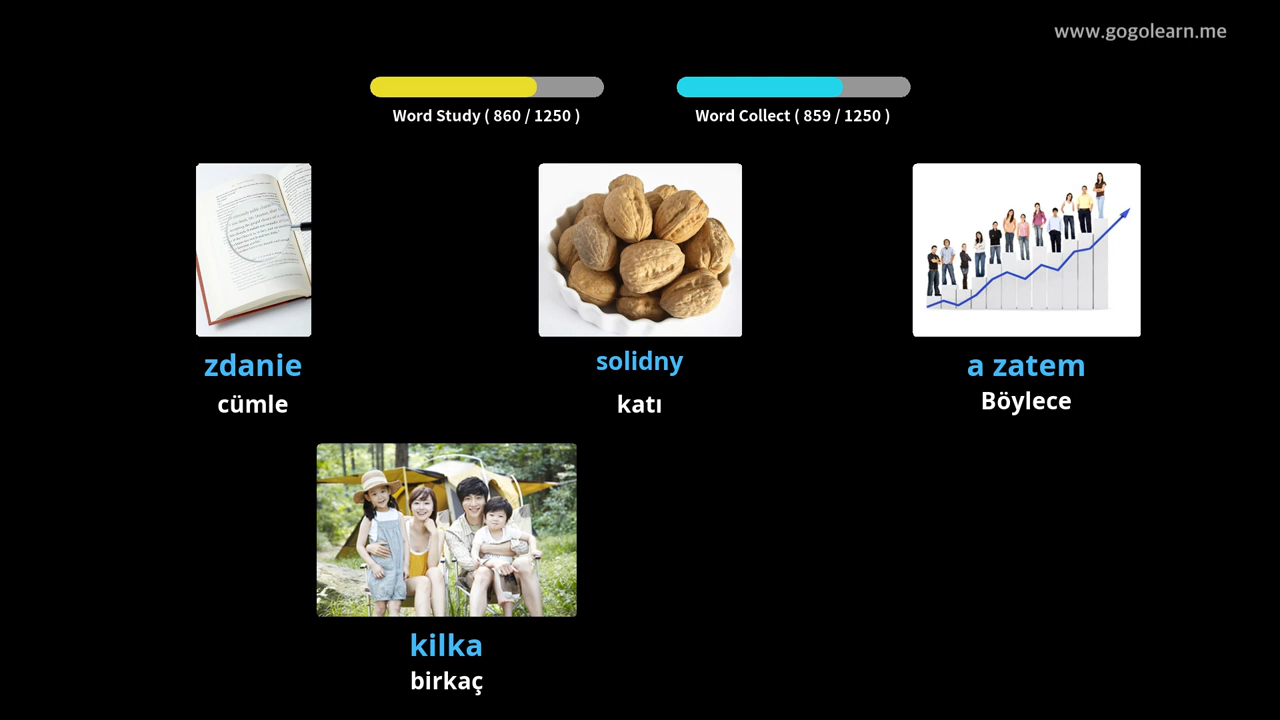 www.gogolearn.me
Word Study ( 860 / 1250 )
Word Collect ( 859 / 1250 )
zdanie
cümle
solidny
katı
a zatem
Böylece
kilka
birkaç